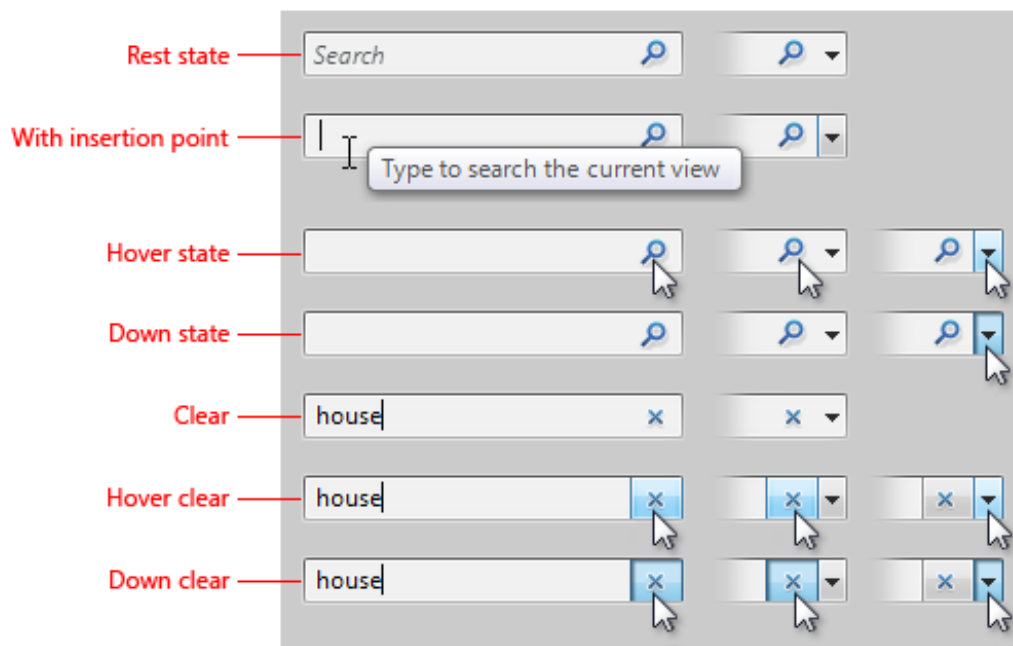 Rest state Search
With insertion point
Type to search the current view
Hover state
Down state
Clear house
Hover clear house
Down clear house